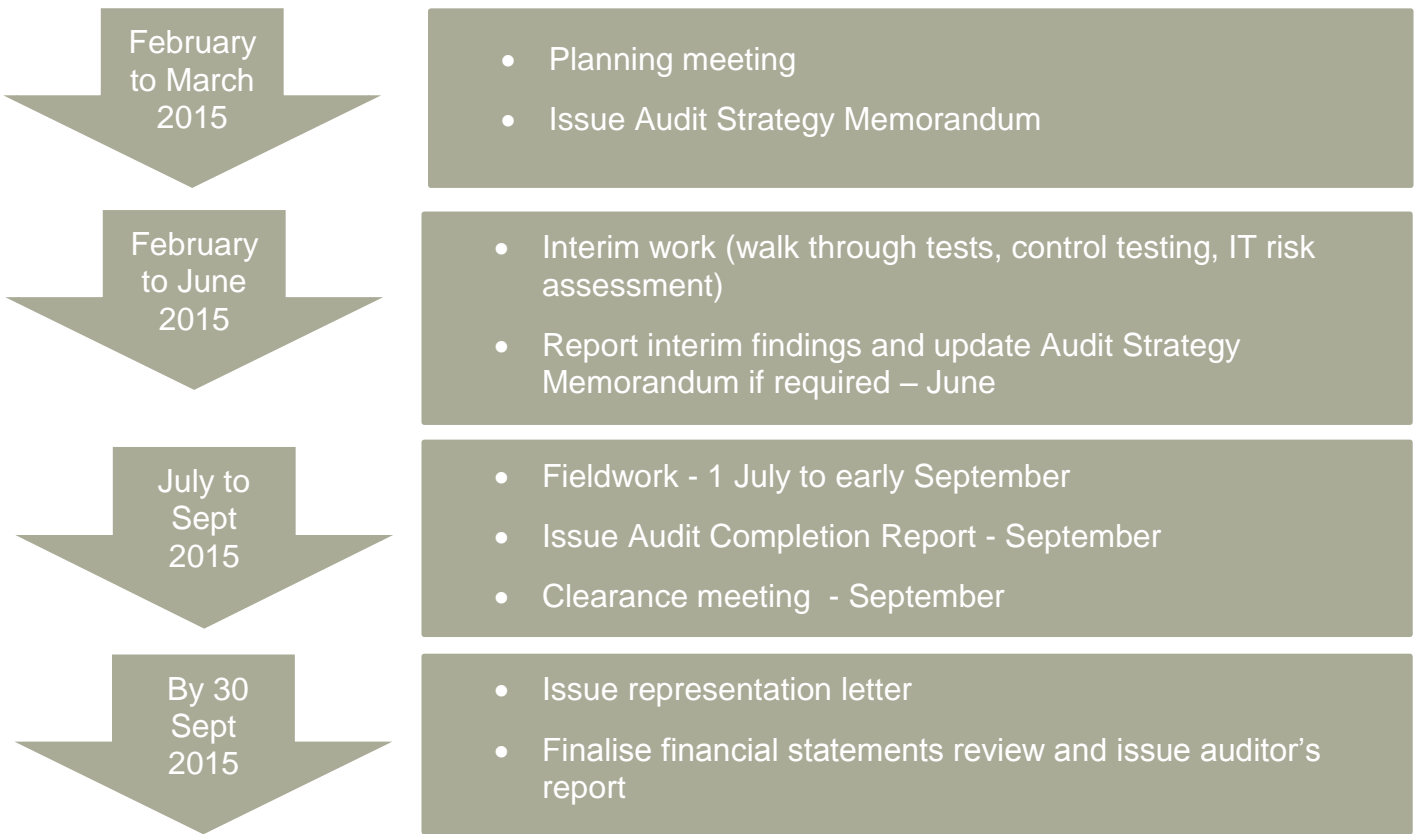 February
to March
2015
• Planning meeting
• Issue Audit Strategy Memorandum
February
to June
2015
• Interim work (walk through tests, control testing, IT risk
assessment)
• Report interim findings and update Audit Strategy
Memorandum if required – June
July to
Sept
2015
• Fieldwork - 1 July to early September
• Issue Audit Completion Report - September
• Clearance meeting - September
By 30
Sept
2015
• Issue representation letter
• Finalise financial statements review and issue auditor’s
report